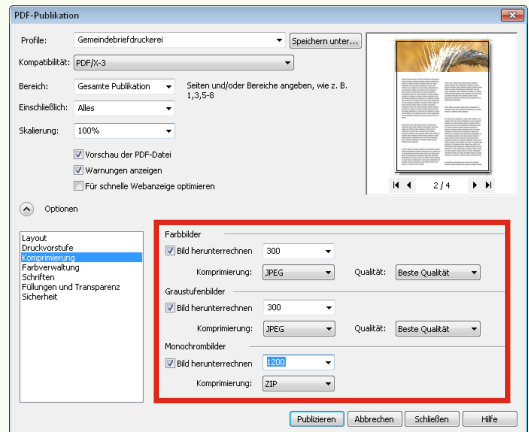 PDF-Publikation
Profile: Gemeindebriefdruckerei Speichern unter...
Kompatibilität: PDF/X-3
Bereich: Gesamte Publikation Seiten und/oder Bereiche angeben, wie z. B.
1,3,5-8
Einschließlich: Alles
Skalierung: 100%
Vorschau der PDF-Datei
Warnungen anzeigen
Für schnelle Webanzeige optimieren
2 / 4
Optionen
Layout
Druckvorstufe
Komprimierung
Farbverwaltung
Schriften
Füllungen und Transparenz
Sicherheit
Farbbilder
Bild herunterrechnen 300
Komprimierung: JPEG Qualität: Beste Qualität
Graustufenbilder
Bild herunterrechnen 300
Komprimierung: JPEG Qualität: Beste Qualität
Monochrombilder
Bild herunterrechnen 1200
Komprimierung: ZIP
Publizieren Abbrechen Schließen Hilfe